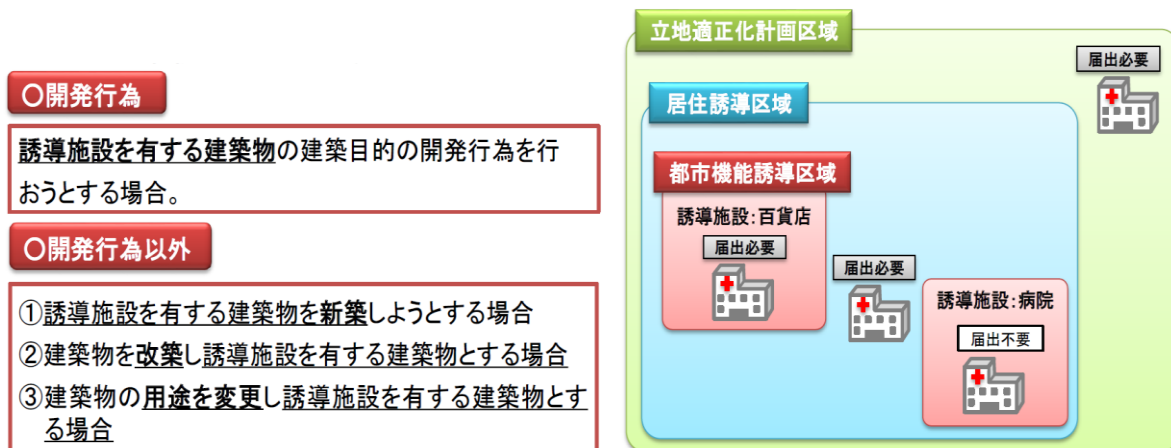 〇開発行為
誘導施設を有する建築物の建築目的の開発行為を行
おうとする場合。
〇開発行為以外
①誘導施設を有する建築物を新築しようとする場合
②建築物を改築し誘導施設を有する建築物とする場合
③建築物の用途を変更し誘導施設を有する建築物とす
る場合
立地適正化計画区域
届出必要
居住誘導区域
都市機能誘導区域
誘導施設:百貨店
届出必要
届出必要
誘導施設:病院
届出不要